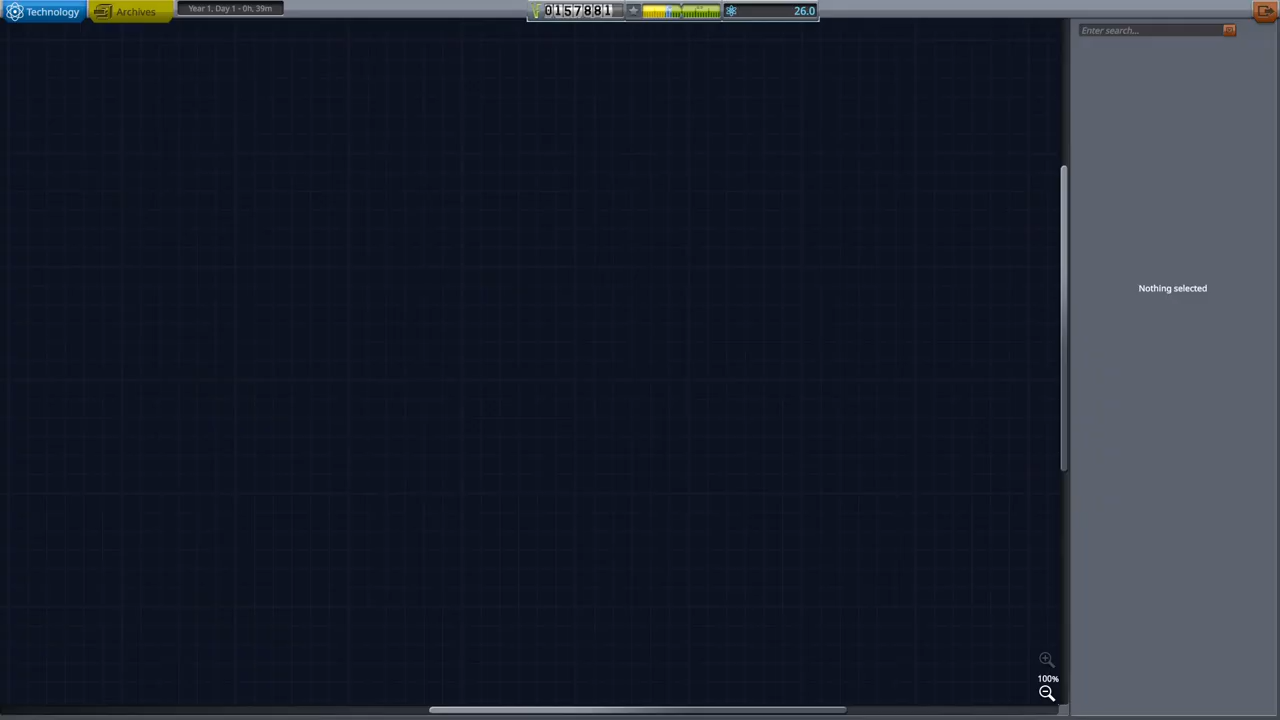 Technology
Archives
Year 1, Day 1 - 0h, 39m
0157881
26.0
Enter search...
Nothing selected
100%